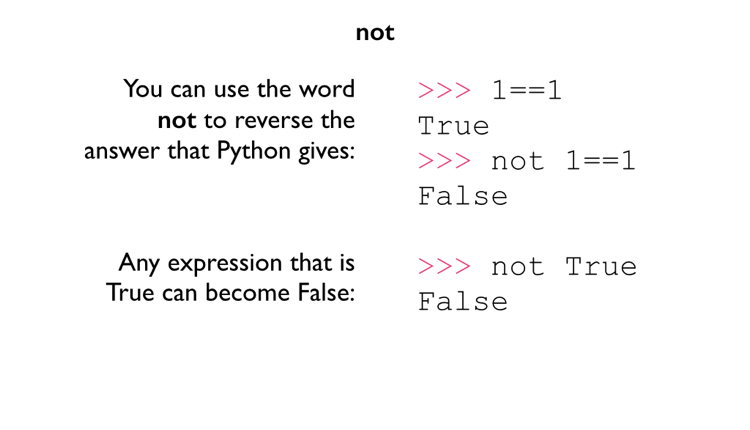 not
You can use the word
not to reverse the
answer that Python gives:
>>> 1==1
True
>>> not 1==1
False
Any expression that is
True can become False:
>>> not True
False